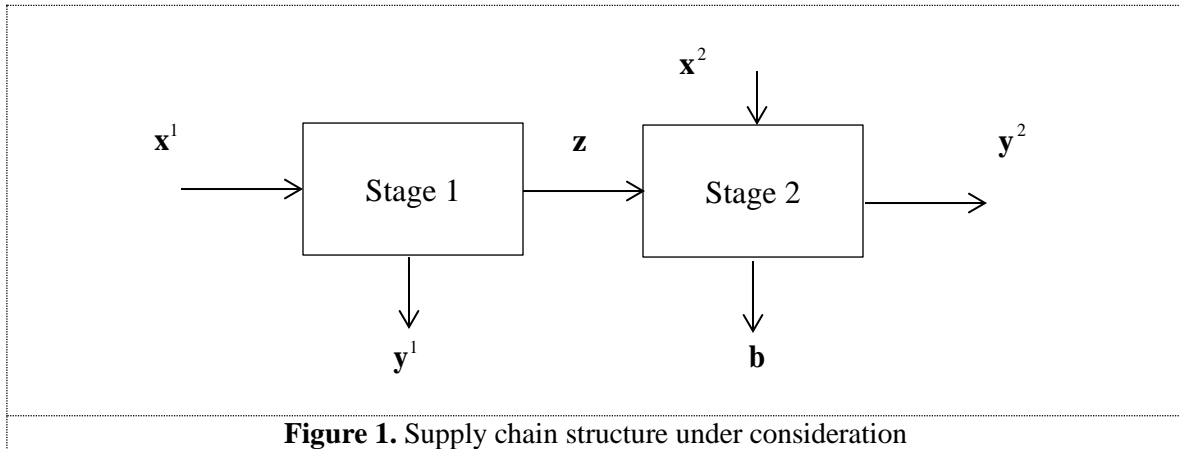 x²
x¹
z
y²
Stage 1
Stage 2
y¹
b
Figure 1. Supply chain structure under consideration